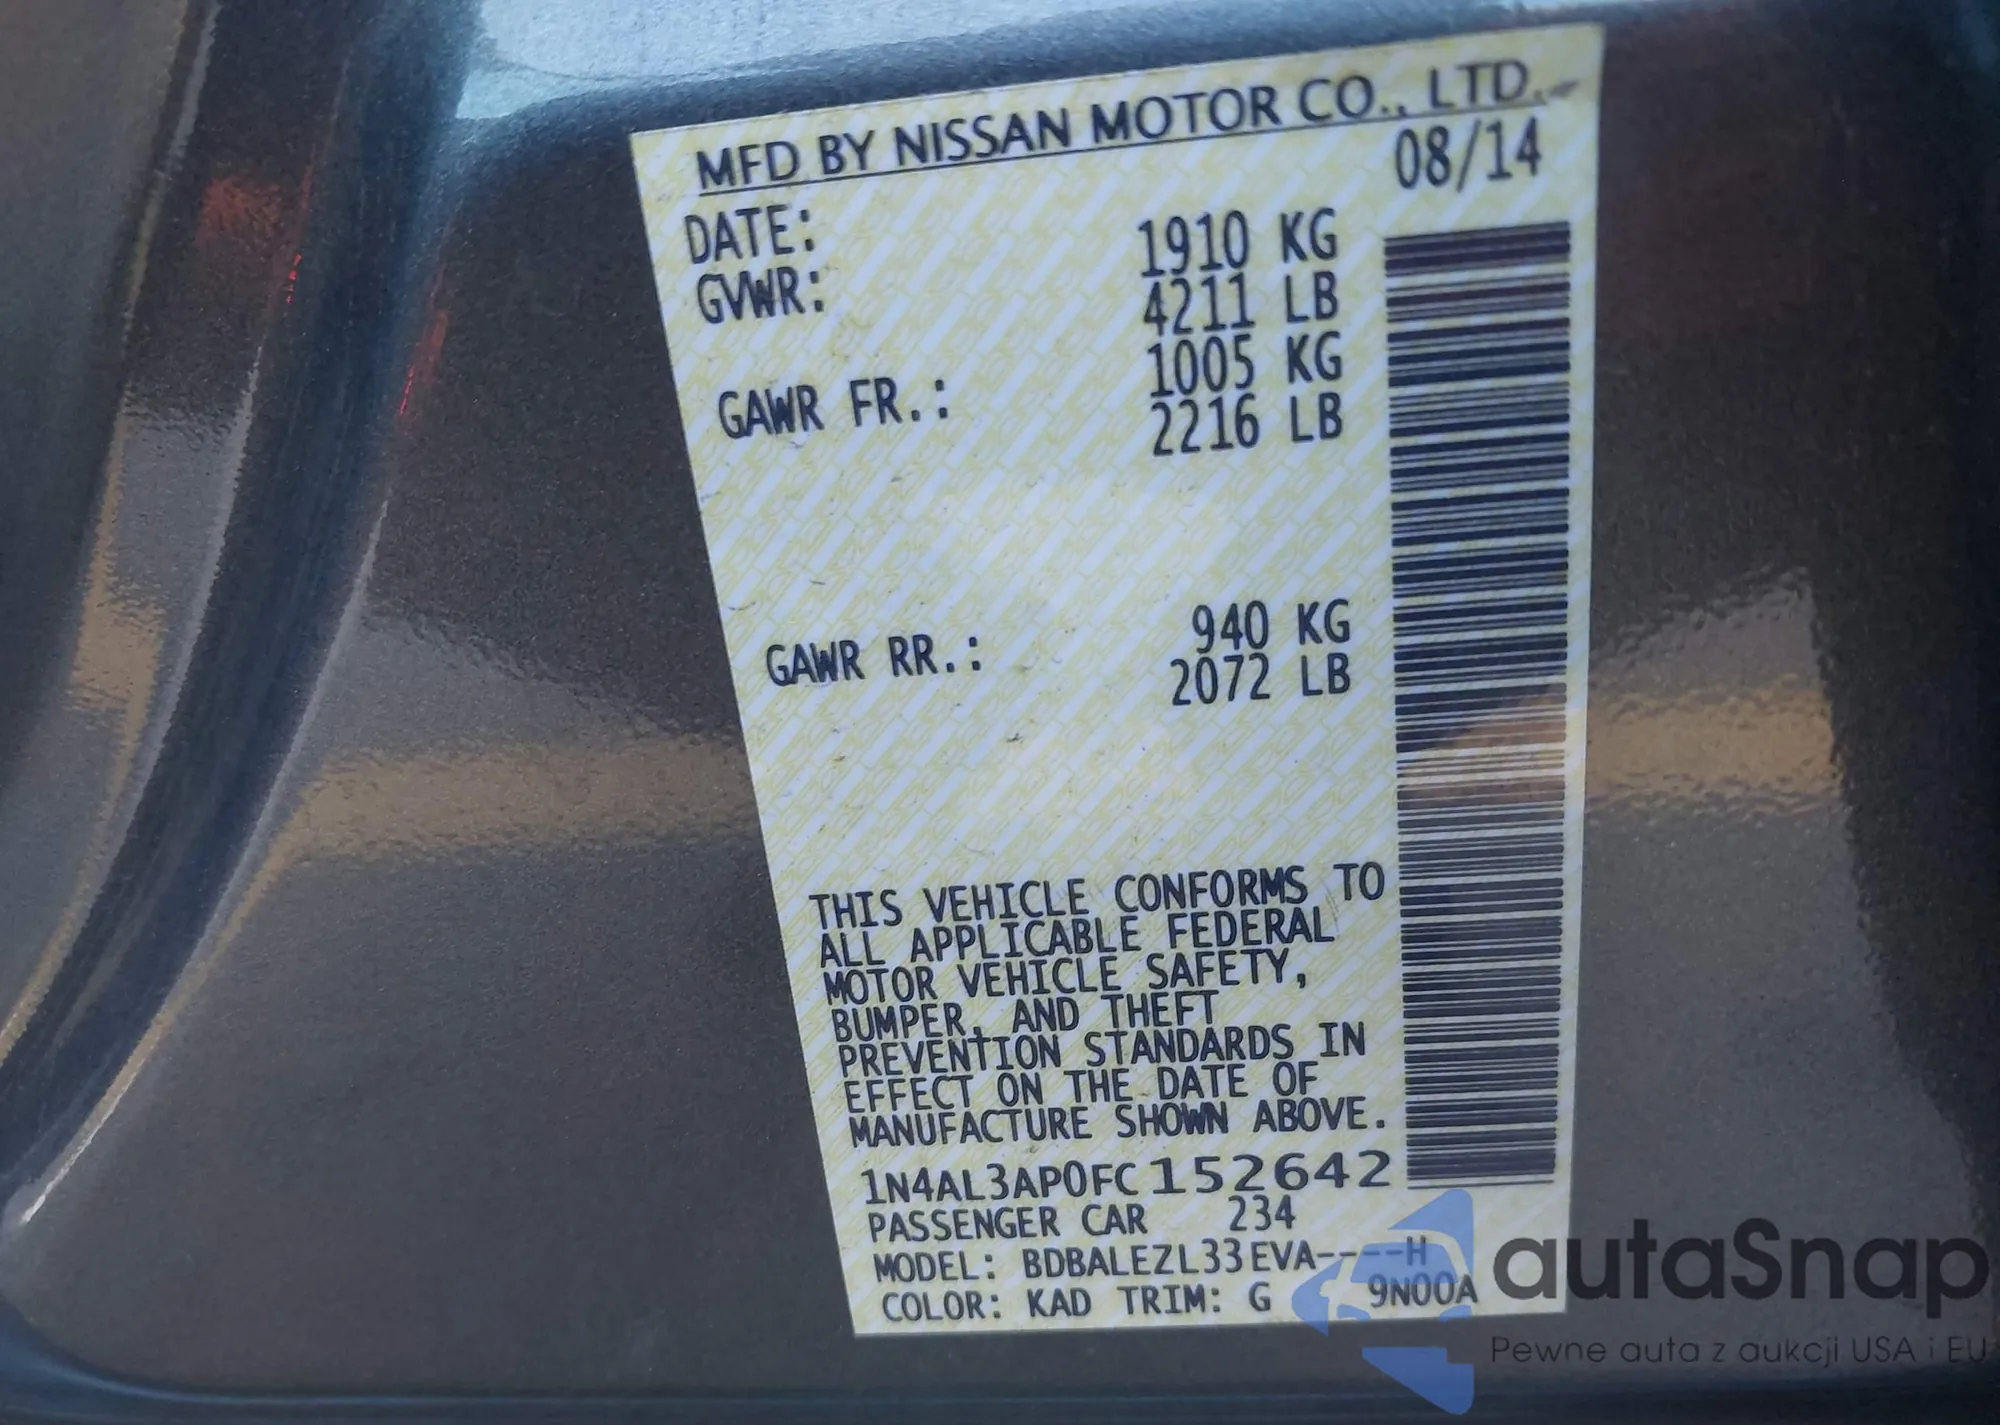 MFD BY NISSAN MOTOR CO., LTD.
08/14
DATE:
GVWR: 1910 KG
4211 LB
GAWR FR.: 1005 KG
2216 LB
GAWR RR.: 940 KG
2072 LB
THIS VEHICLE CONFORMS TO
ALL APPLICABLE FEDERAL
MOTOR VEHICLE SAFETY,
BUMPER, AND THEFT
PREVENTION STANDARDS IN
EFFECT ON THE DATE OF
MANUFACTURE SHOWN ABOVE.
1N4AL3AP0FC152642
PASSENGER CAR 234
MODEL: BDBALEZL33EVA----H
COLOR: KAD TRIM: G 9N00A
autaSnap
Pewne auta z aukcji USA i EU